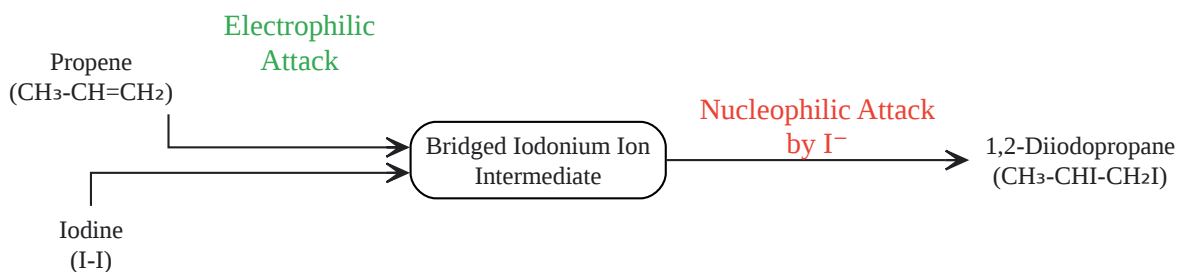 Electrophilic
Attack
Propene
(CH₃-CH=CH₂)
Nucleophilic Attack
by I⁻
Bridged Iodonium Ion
Intermediate
1,2-Diiodopropane
(CH₃-CHI-CH₂I)
Iodine
(I-I)